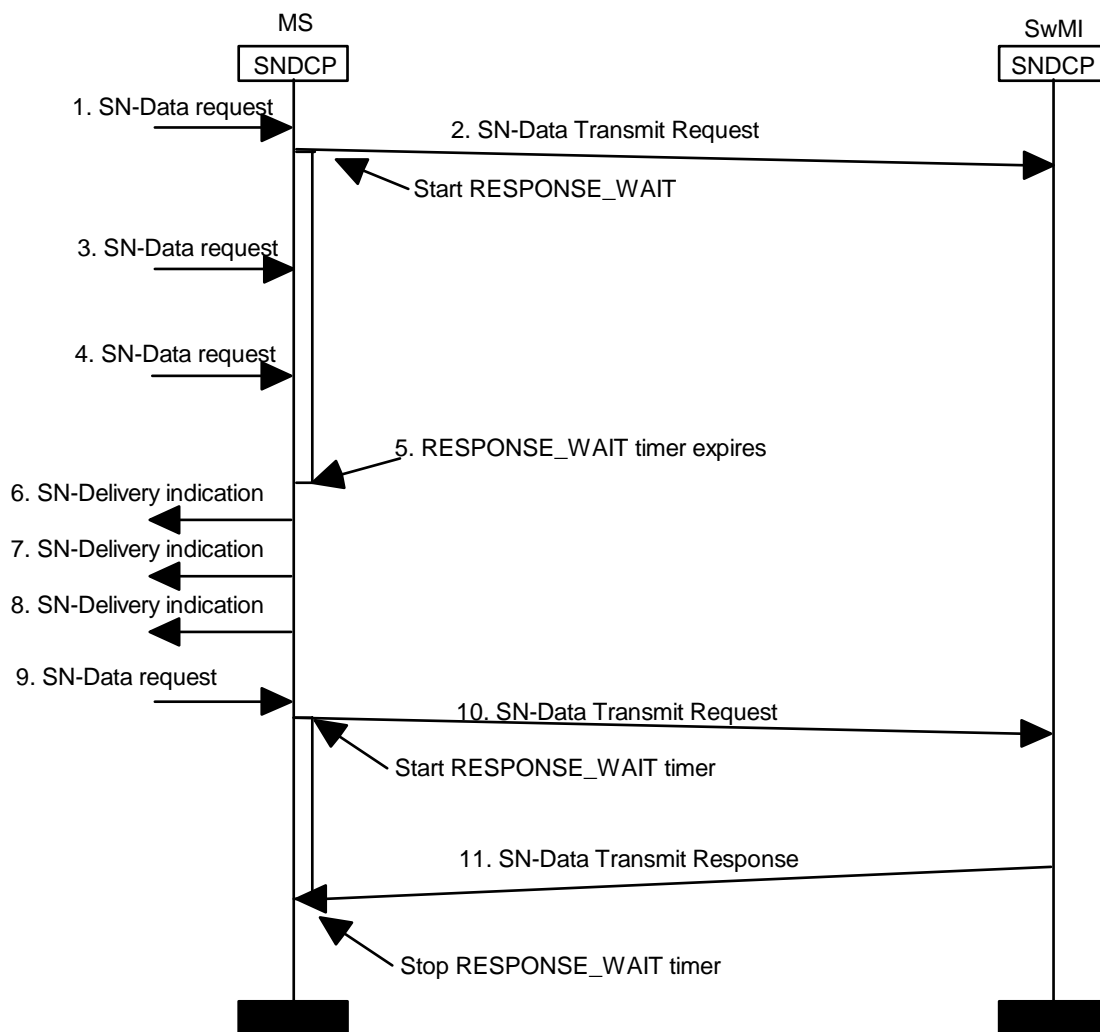 MS
SwMI
SNDCP
SNDCP
1. SN-Data request
2. SN-Data Transmit Request
Start RESPONSE_WAIT
3. SN-Data request
4. SN-Data request
5. RESPONSE_WAIT timer expires
6. SN-Delivery indication
7. SN-Delivery indication
8. SN-Delivery indication
9. SN-Data request
10. SN-Data Transmit Request
Start RESPONSE_WAIT timer
11. SN-Data Transmit Response
Stop RESPONSE_WAIT timer